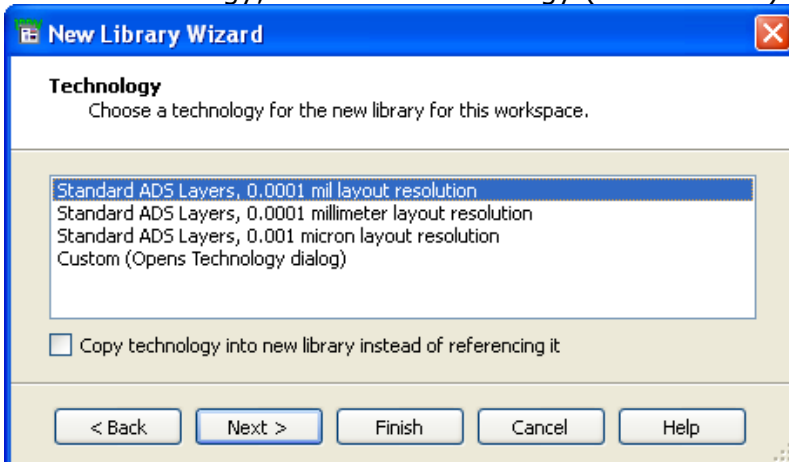 New Library Wizard
Technology
Choose a technology for the new library for this workspace.
Standard ADS Layers, 0.0001 mil layout resolution
Standard ADS Layers, 0.0001 millimeter layout resolution
Standard ADS Layers, 0.001 micron layout resolution
Custom (Opens Technology dialog)
Copy technology into new library instead of referencing it
< Back Next > Finish Cancel Help